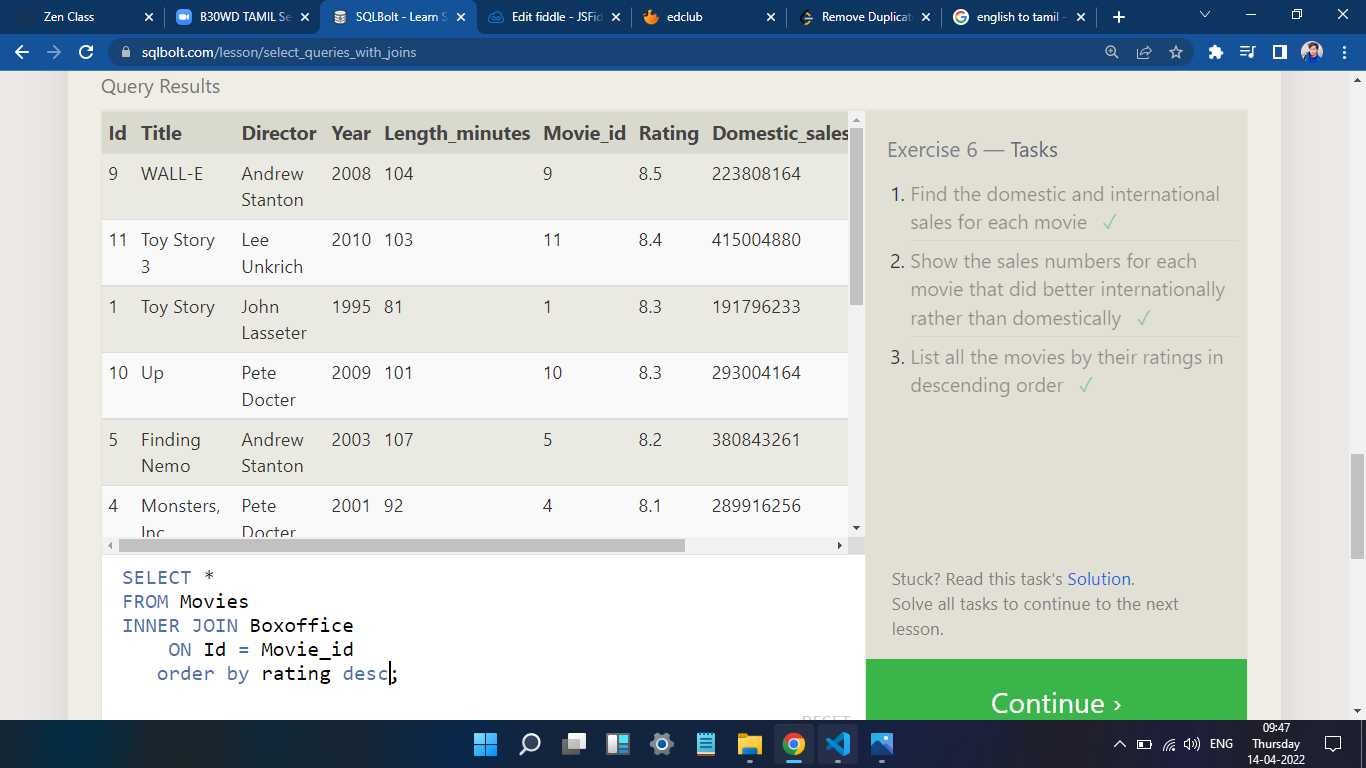 Zen Class
B30WD TAMIL Se
SQLBolt - Learn S
Edit fiddle - JSFid
edclub
Remove Duplicat
english to tamil -
sqlbolt.com/lesson/select_queries_with_joins
Query Results
Id Title Director Year Length_minutes Movie_id Rating Domestic_sales
9 WALL-E Andrew Stanton 2008 104 9 8.5 223808164
11 Toy Story 3 Lee Unkrich 2010 103 11 8.4 415004880
1 Toy Story John Lasseter 1995 81 1 8.3 191796233
10 Up Pete Docter 2009 101 10 8.3 293004164
5 Finding Nemo Andrew Stanton 2003 107 5 8.2 380843261
4 Monsters, Inc. Pete Docter 2001 92 4 8.1 289916256
SELECT *
FROM Movies
INNER JOIN Boxoffice
ON Id = Movie_id
order by rating desc;
RESET
Exercise 6 — Tasks
1. Find the domestic and international
sales for each movie ✓
2. Show the sales numbers for each
movie that did better internationally
rather than domestically ✓
3. List all the movies by their ratings in
descending order ✓
Stuck? Read this task's Solution.
Solve all tasks to continue to the next
lesson.
Continue ›
ENG
09:47
Thursday
14-04-2022